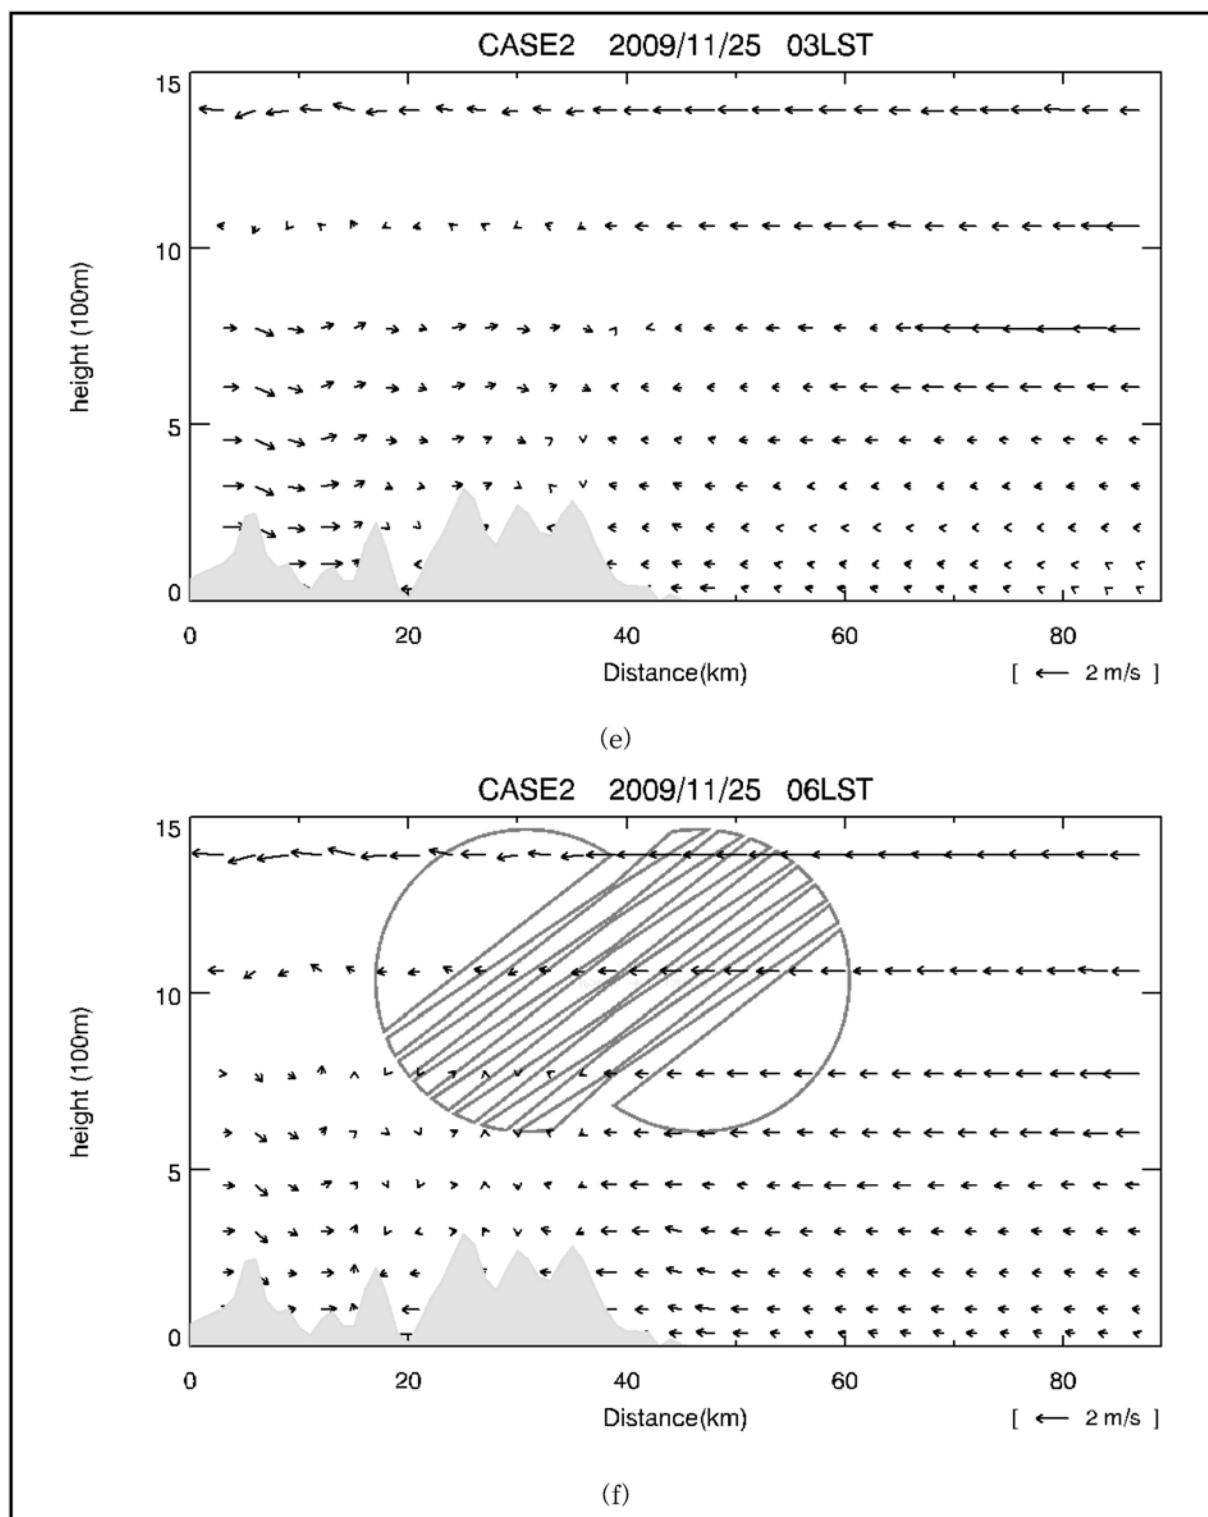 CASE2 2009/11/25 03LST
15
10
5
0
height (100m)
0 20 40 60 80
Distance(km)
[ ← 2 m/s ]
(e)
CASE2 2009/11/25 06LST
15
10
5
0
height (100m)
0 20 40 60 80
Distance(km)
[ ← 2 m/s ]
(f)